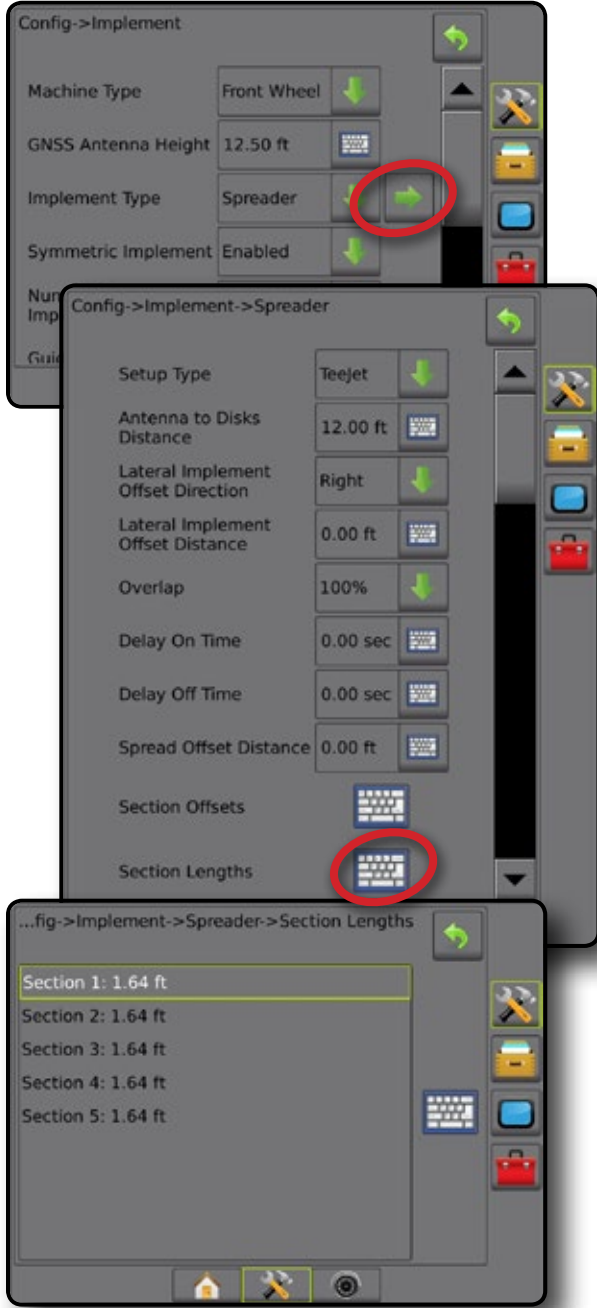 Config->Implement
Machine Type Front Wheel
GNSS Antenna Height 12.50 ft
Implement Type Spreader
Symmetric Implement Enabled
Num
Imp
Guid
Config->Implement->Spreader
Setup Type TeeJet
Antenna to Disks
Distance 12.00 ft
Lateral Implement
Offset Direction Right
Lateral Implement
Offset Distance 0.00 ft
Overlap 100%
Delay On Time 0.00 sec
Delay Off Time 0.00 sec
Spread Offset Distance 0.00 ft
Section Offsets
Section Lengths
...fig->Implement->Spreader->Section Lengths
Section 1: 1.64 ft
Section 2: 1.64 ft
Section 3: 1.64 ft
Section 4: 1.64 ft
Section 5: 1.64 ft